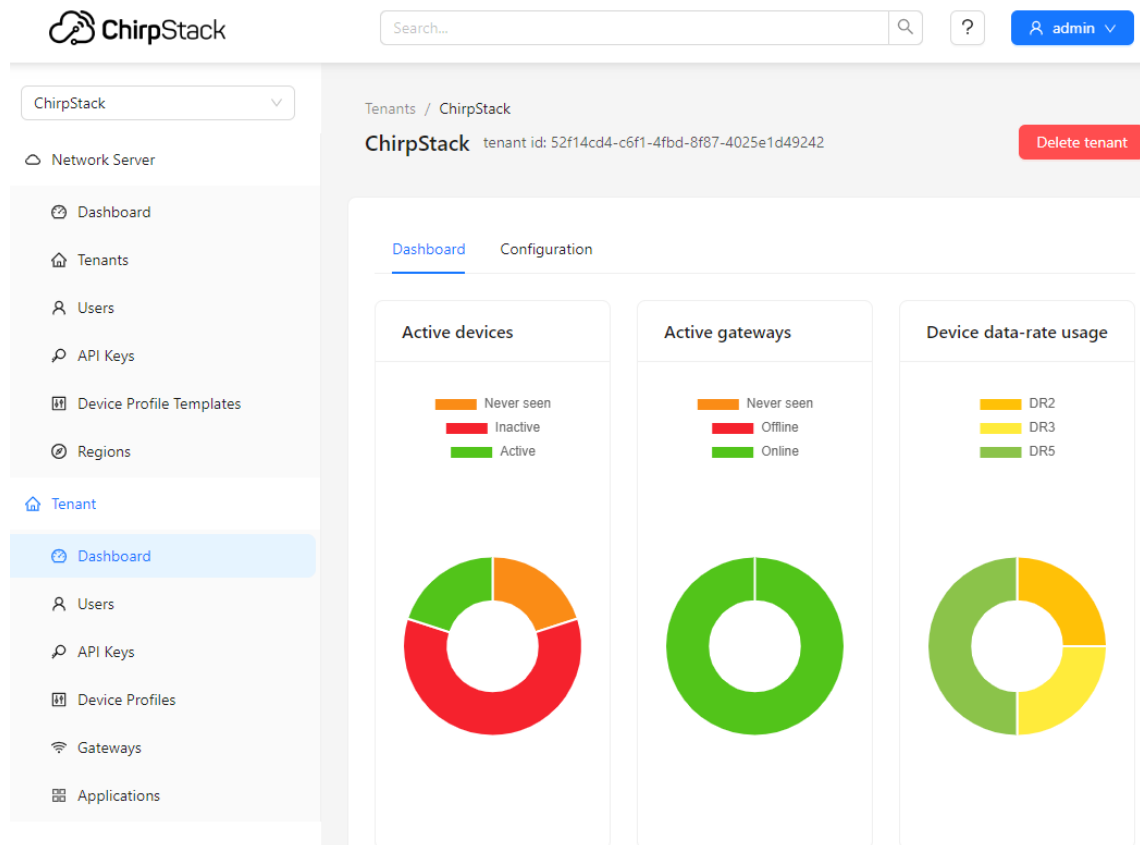 ChirpStack
Search...
?
admin
ChirpStack
Network Server
Dashboard
Tenants
Users
API Keys
Device Profile Templates
Regions
Tenant
Dashboard
Users
API Keys
Device Profiles
Gateways
Applications
Tenants / ChirpStack
ChirpStack tenant id: 52f14cd4-c6f1-4fbd-8f87-4025e1d49242
Delete tenant
Dashboard Configuration
Active devices
Never seen
Inactive
Active
Active gateways
Never seen
Offline
Online
Device data-rate usage
DR2
DR3
DR5